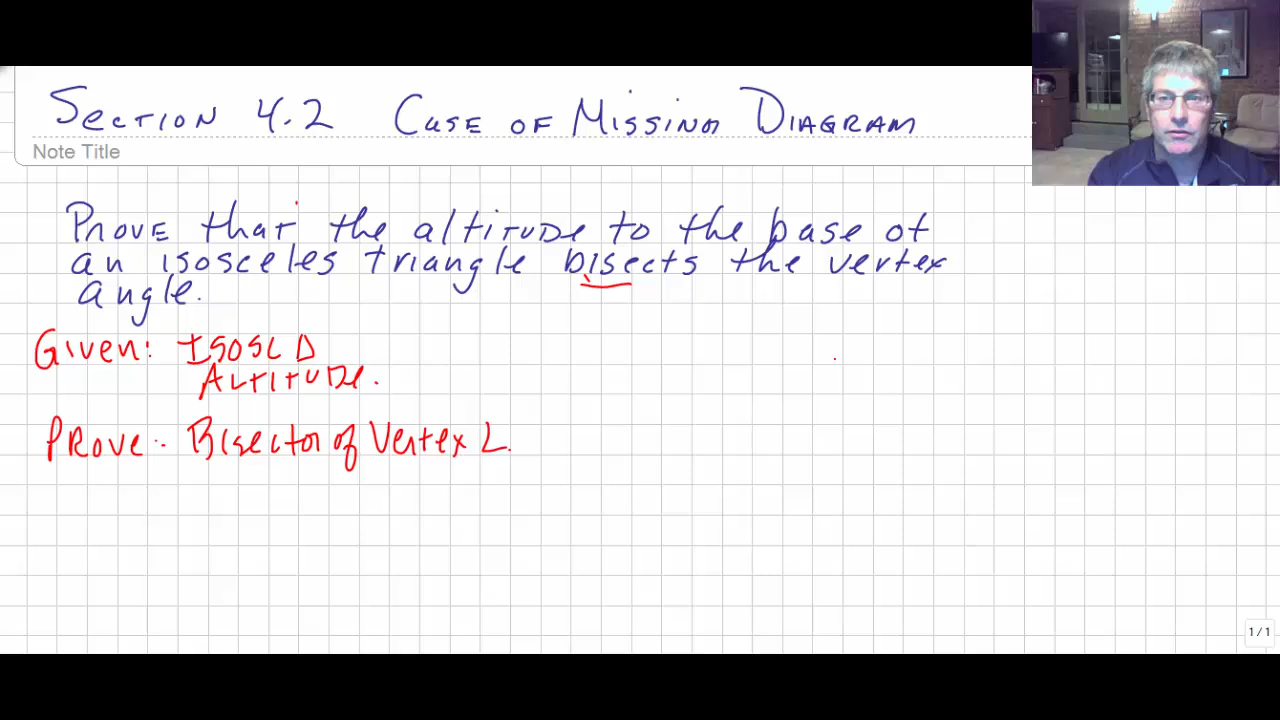 SECTION 4.2 CASE OF MISSING DIAGRAM
Note Title
PROVE that the altitude to the base of
an isosceles triangle bisects the vertex
angle.
Given: ISOSC Δ
ALTITUDE.
PROVE: Bisector of Vertex ∠.
1/1